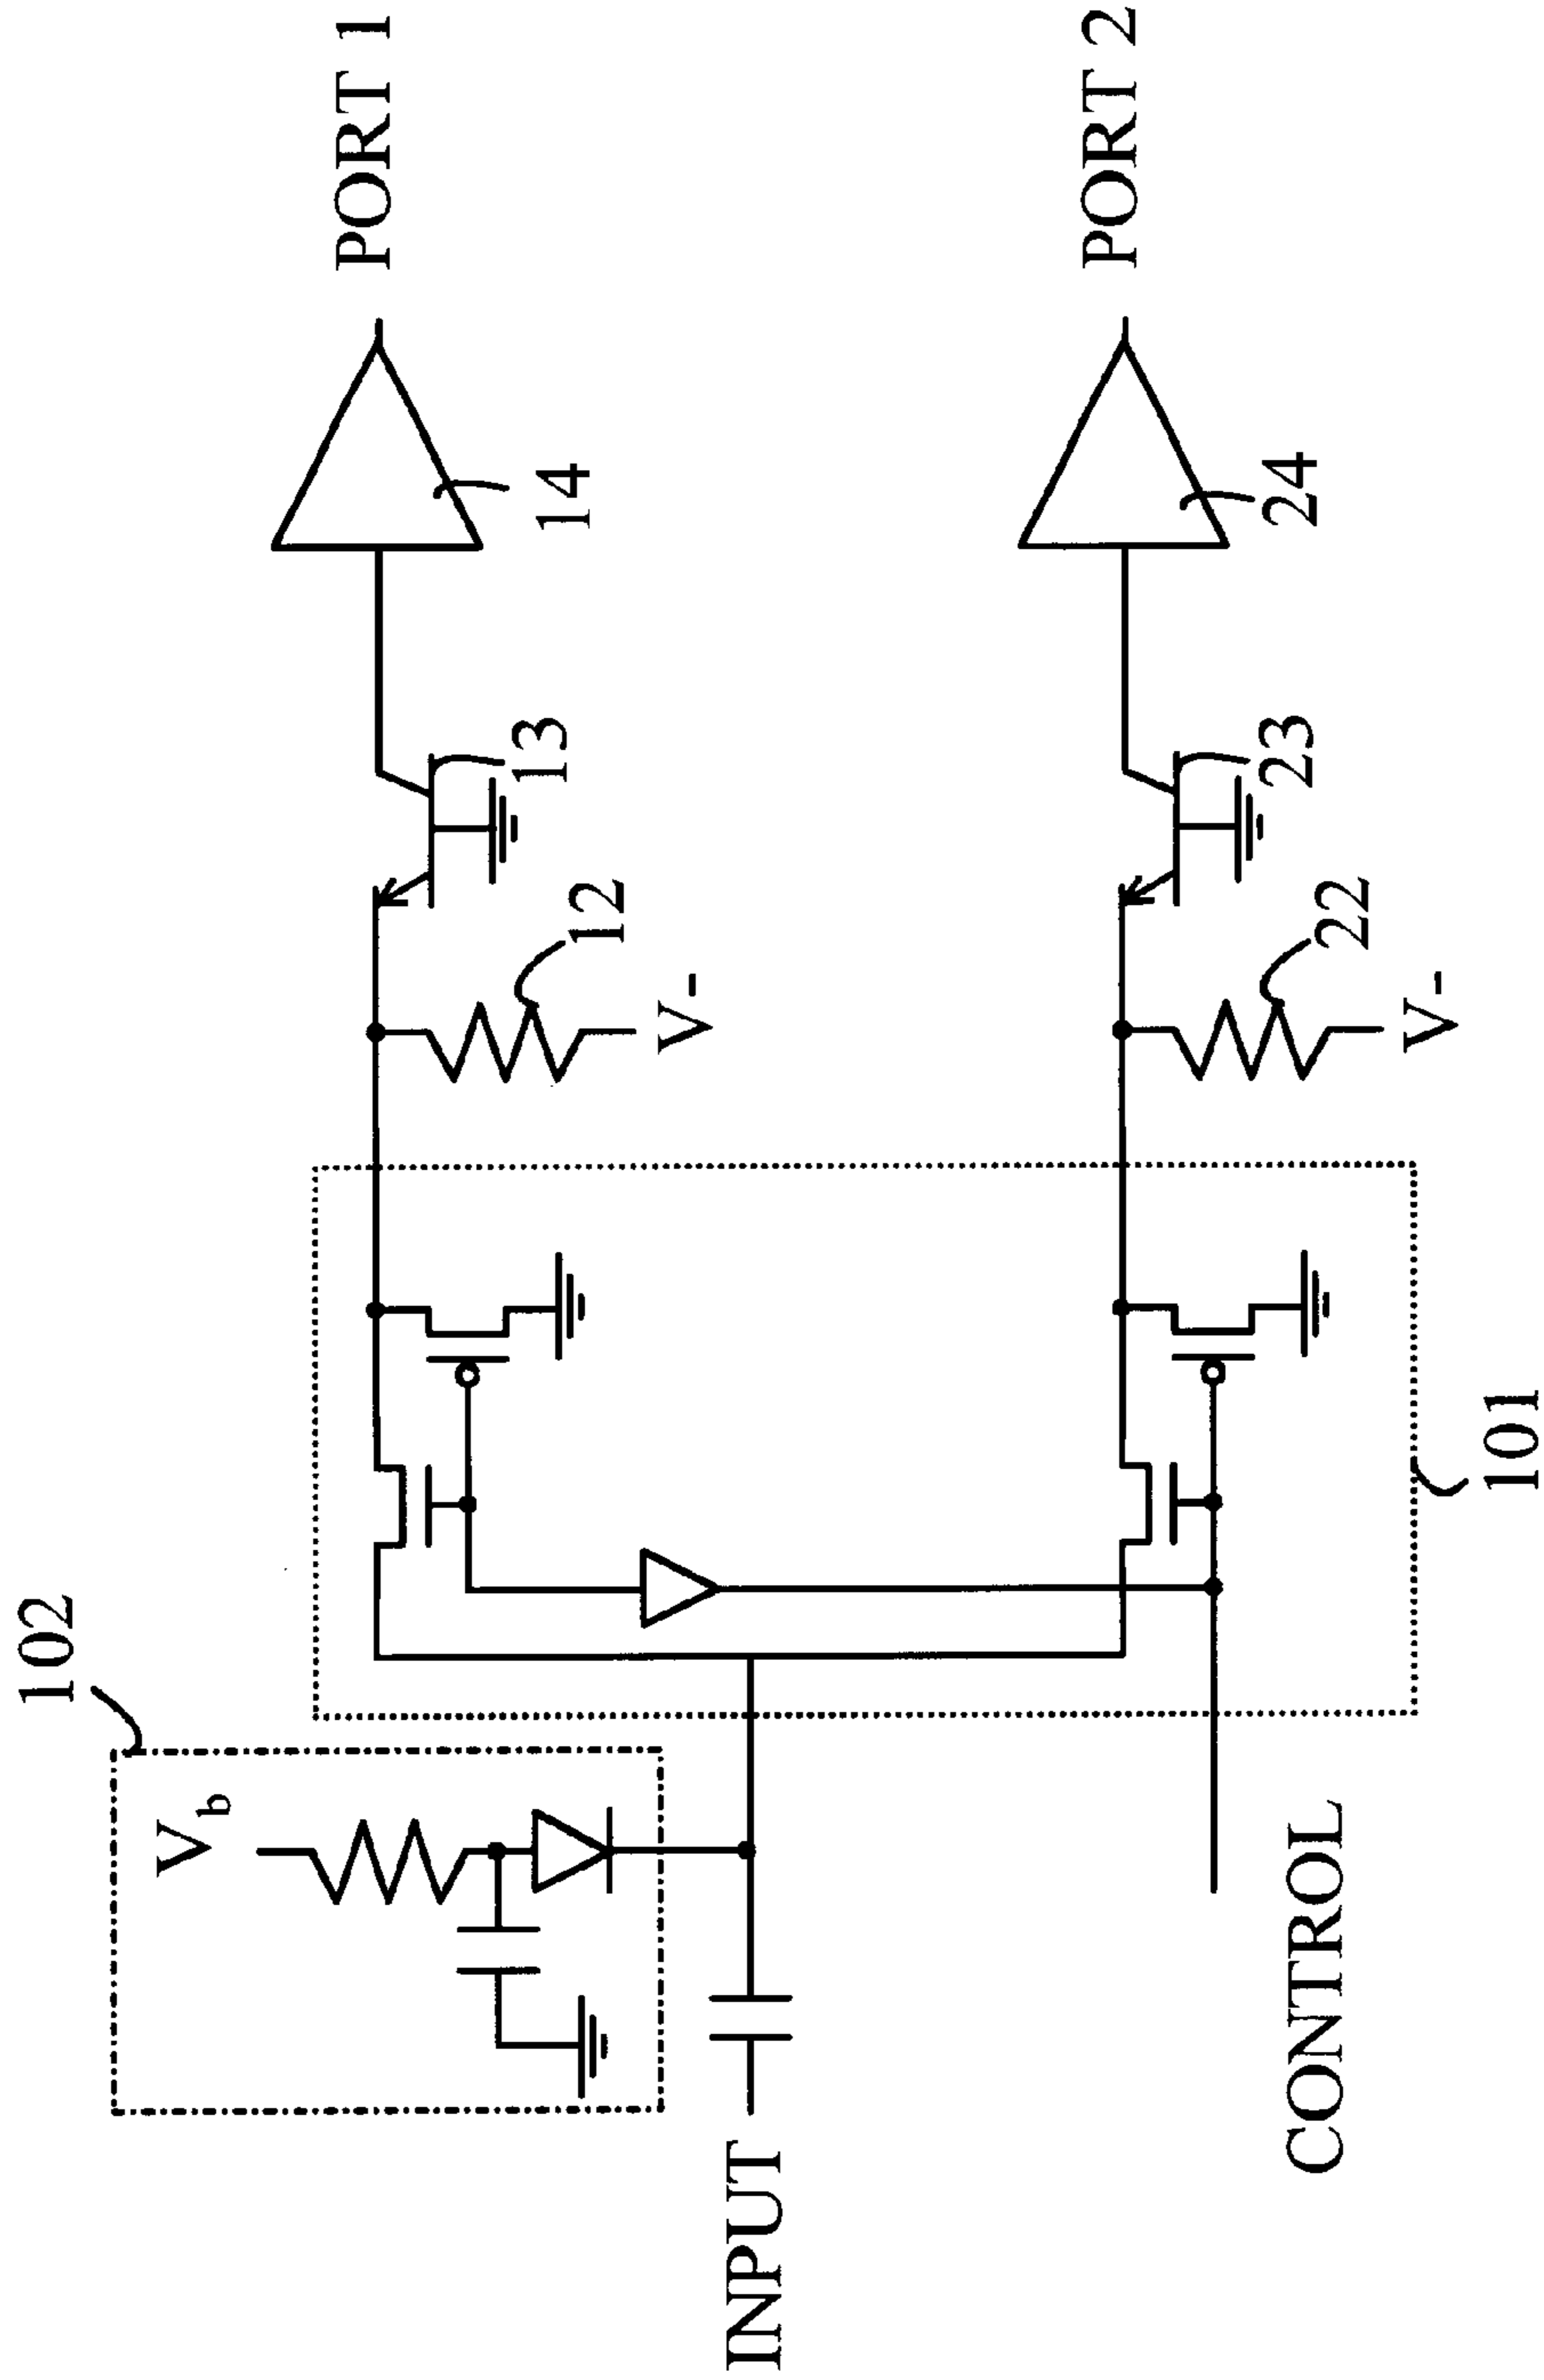 102
V_b
INPUT
CONTROL
101
12
V-
13
14
PORT 1
22
V-
23
24
PORT 2